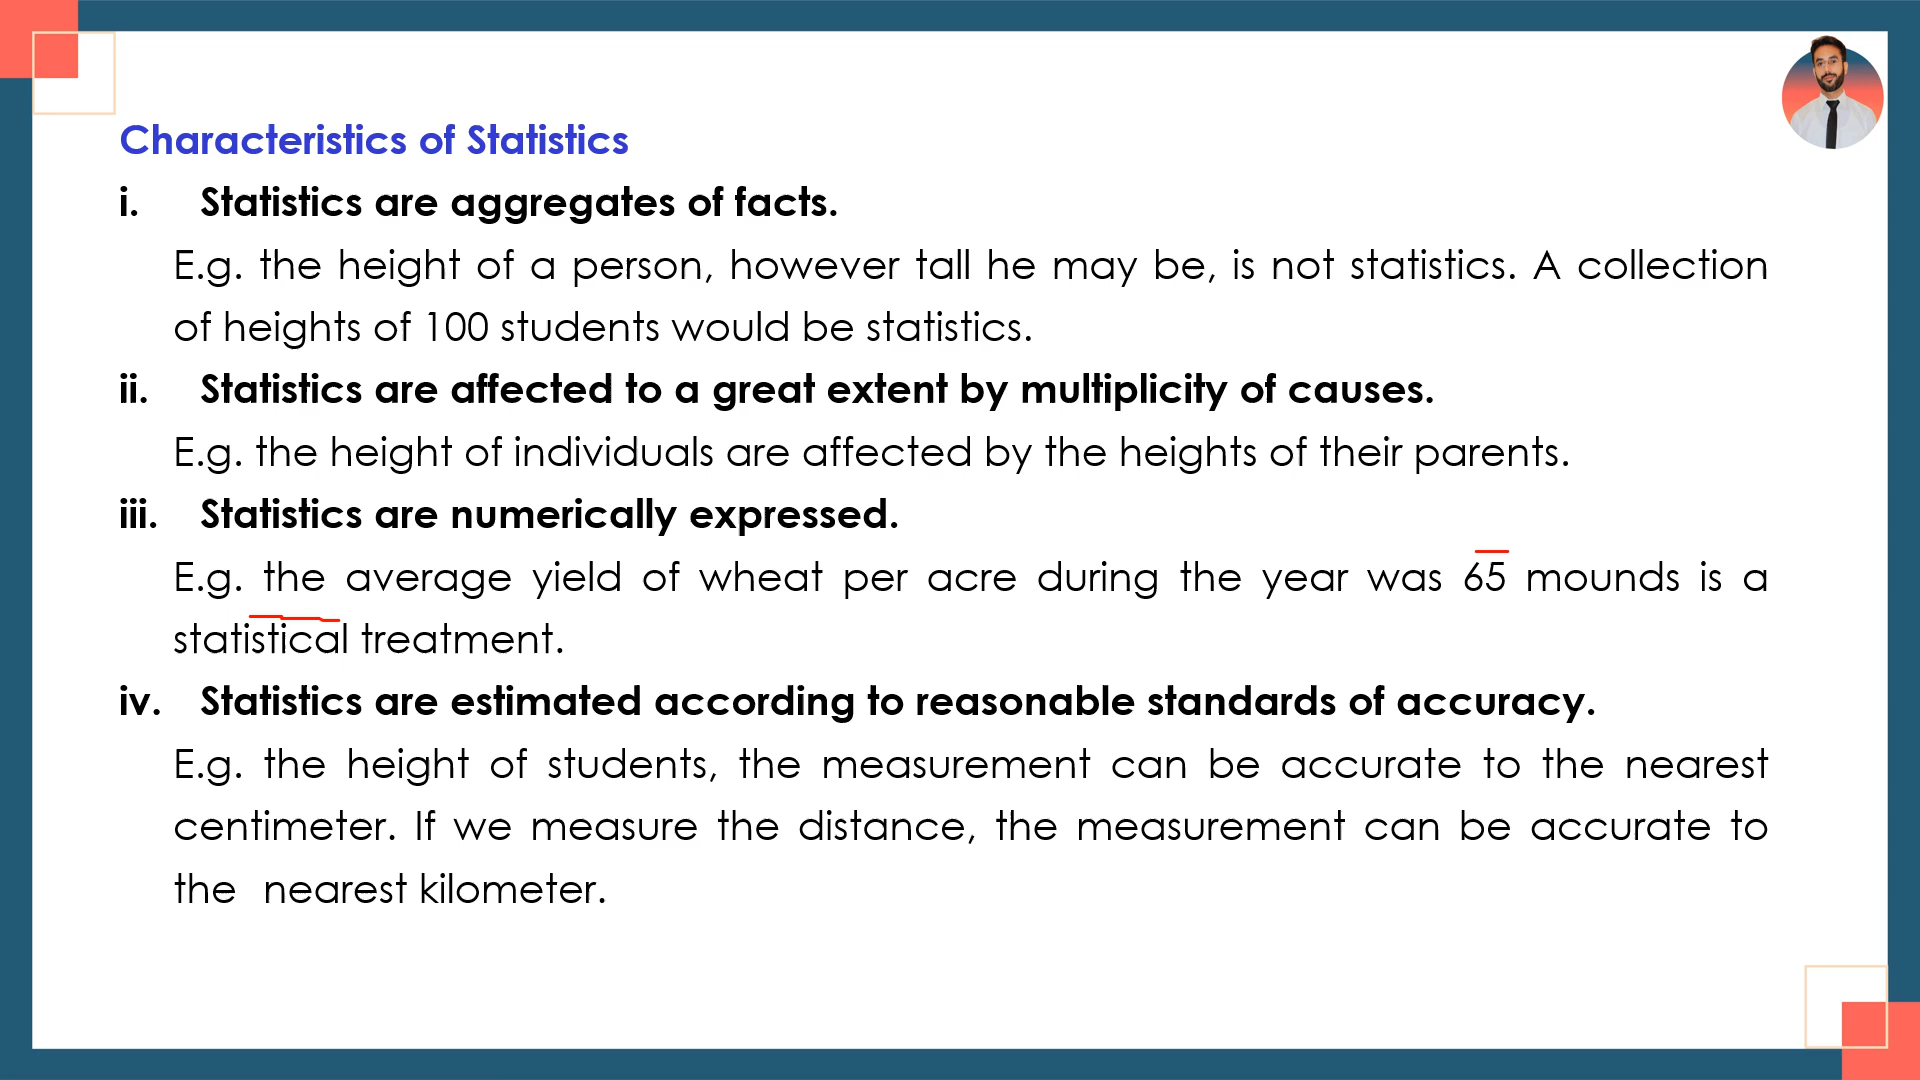 Characteristics of Statistics
i. Statistics are aggregates of facts.
E.g. the height of a person, however tall he may be, is not statistics. A collection
of heights of 100 students would be statistics.
ii. Statistics are affected to a great extent by multiplicity of causes.
E.g. the height of individuals are affected by the heights of their parents.
iii. Statistics are numerically expressed.
E.g. the average yield of wheat per acre during the year was 65 mounds is a
statistical treatment.
iv. Statistics are estimated according to reasonable standards of accuracy.
E.g. the height of students, the measurement can be accurate to the nearest
centimeter. If we measure the distance, the measurement can be accurate to
the nearest kilometer.